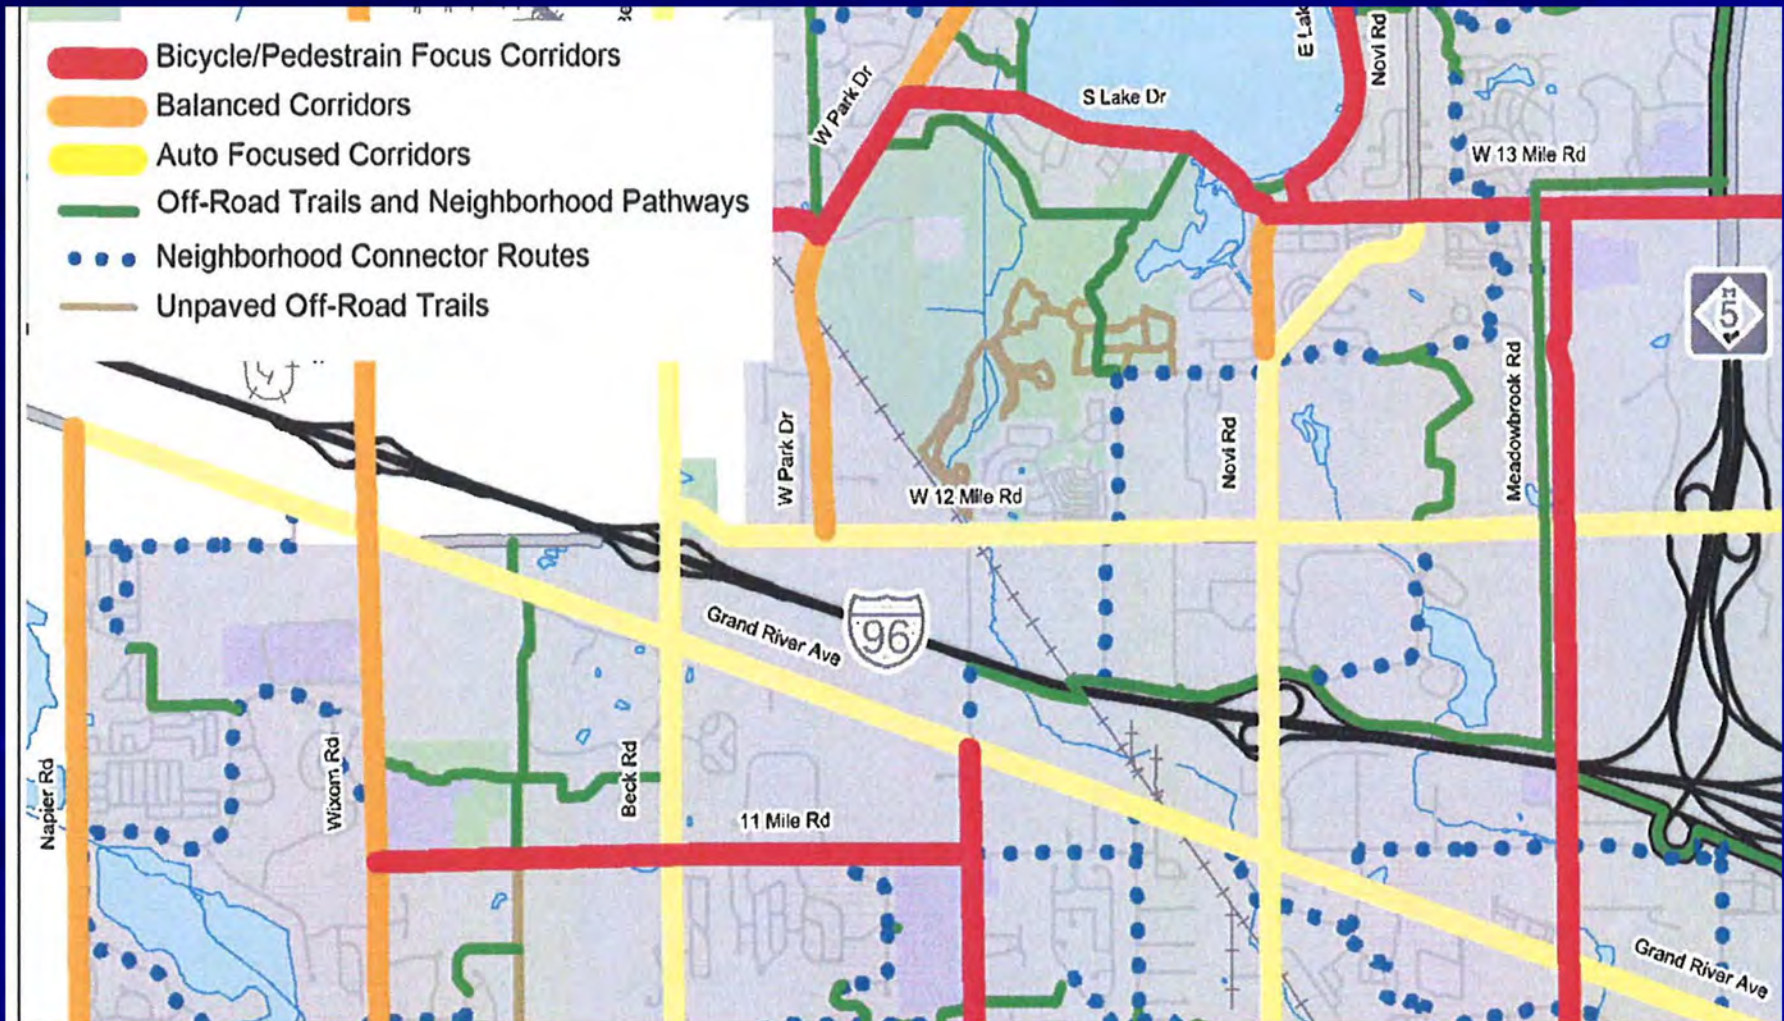 Bicycle/Pedestrain Focus Corridors
Balanced Corridors
Auto Focused Corridors
Off-Road Trails and Neighborhood Pathways
Neighborhood Connector Routes
Unpaved Off-Road Trails
W Park Dr
S Lake Dr
E Lak
Novi Rd
W 13 Mile Rd
M
5
Meadowbrook Rd
Novi Rd
W Park Dr
W 12 Mile Rd
Grand River Ave
96
Napier Rd
Wixom Rd
Beck Rd
11 Mile Rd
Grand River Ave